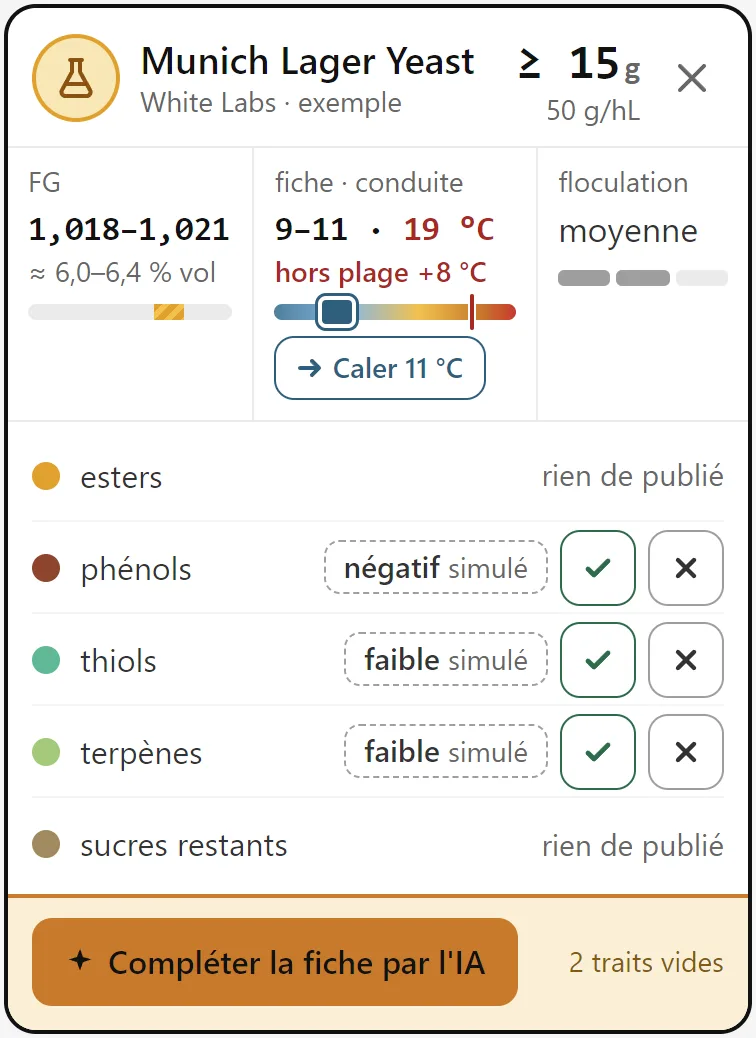 Munich Lager Yeast
≥ 15 g
White Labs · exemple
50 g/hL
FG
1,018–1,021
≈ 6,0–6,4 % vol
fiche · conduite
9–11 · 19 °C
hors plage +8 °C
→ Caler 11 °C
floculation
moyenne
esters
rien de publié
phénols
négatif simulé
thiols
faible simulé
terpènes
faible simulé
sucres restants
rien de publié
Compléter la fiche par l'IA
2 traits vides